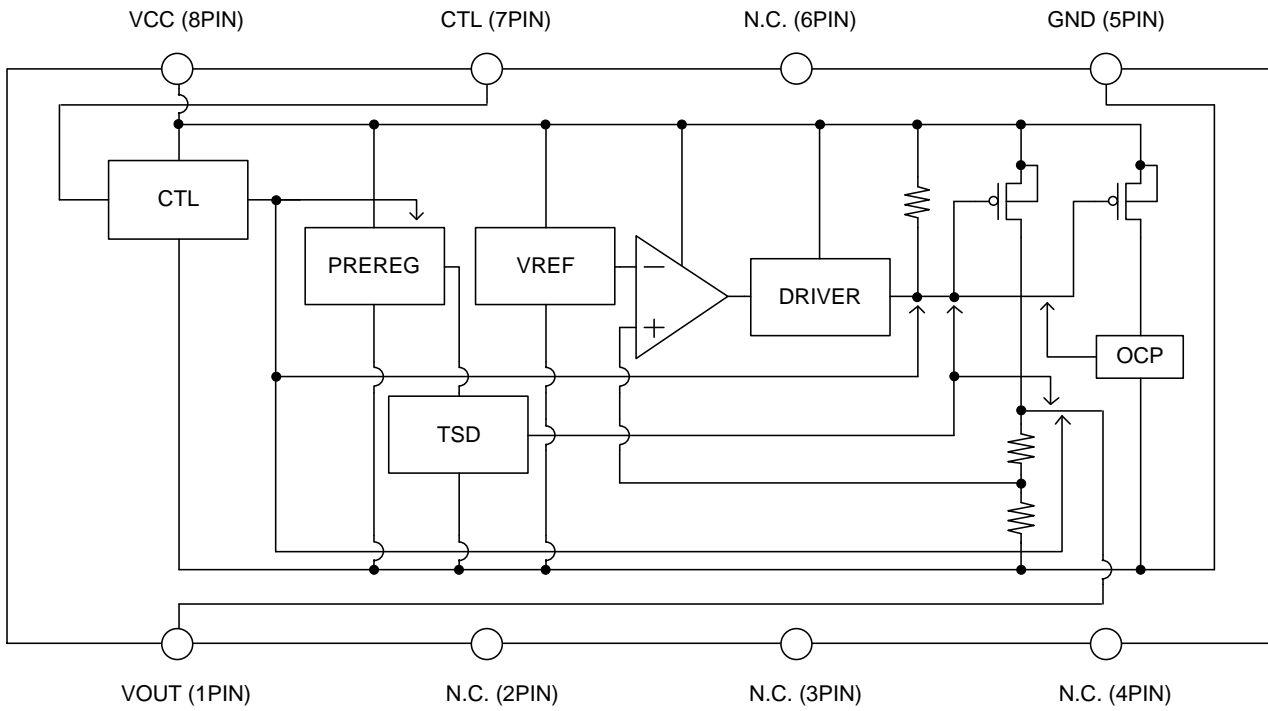 VCC (8PIN)
CTL (7PIN)
N.C. (6PIN)
GND (5PIN)
CTL
PREREG
VREF
−
+
DRIVER
OCP
TSD
VOUT (1PIN)
N.C. (2PIN)
N.C. (3PIN)
N.C. (4PIN)